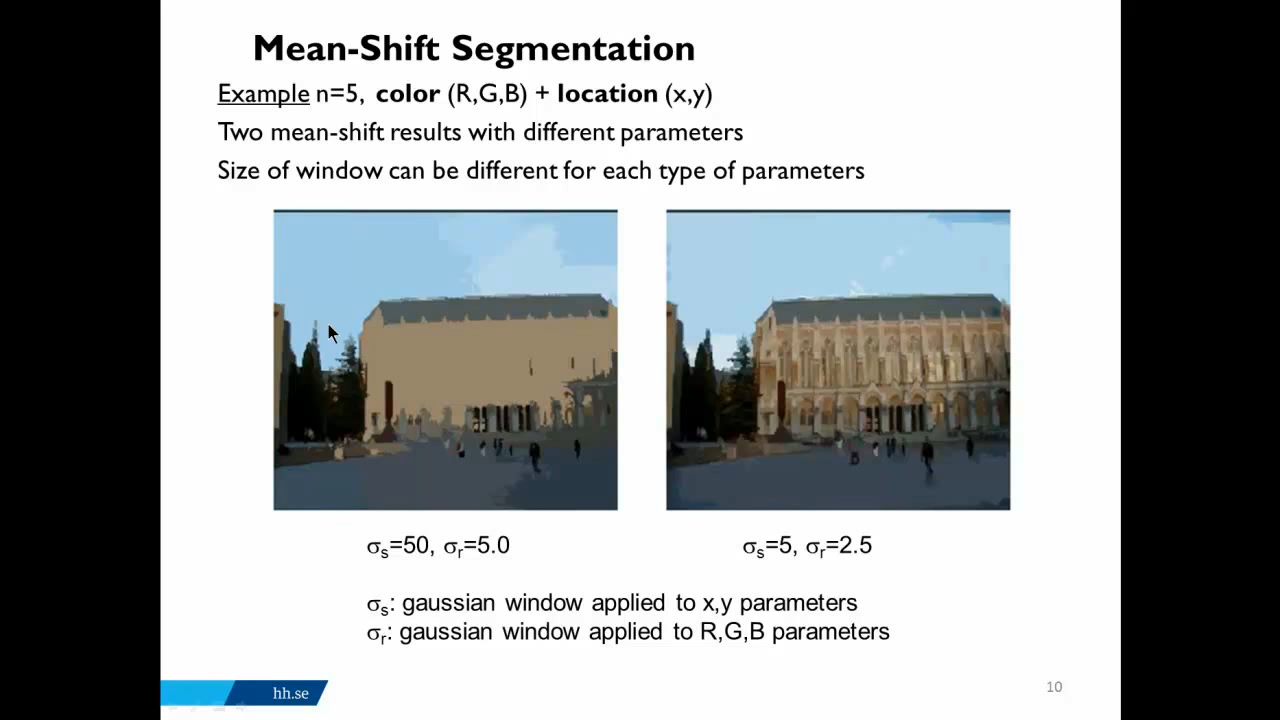 Mean-Shift Segmentation
Example n=5, color (R,G,B) + location (x,y)
Two mean-shift results with different parameters
Size of window can be different for each type of parameters
σs=50, σr=5.0
σs=5, σr=2.5
σs: gaussian window applied to x,y parameters
σr: gaussian window applied to R,G,B parameters
hh.se
10